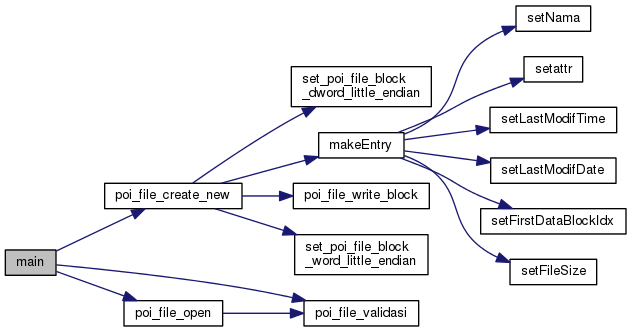 main
poi_file_create_new
poi_file_open
set_poi_file_block
_dword_little_endian
makeEntry
poi_file_write_block
set_poi_file_block
_word_little_endian
poi_file_validasi
setNama
setattr
setLastModifTime
setLastModifDate
setFirstDataBlockIdx
setFileSize